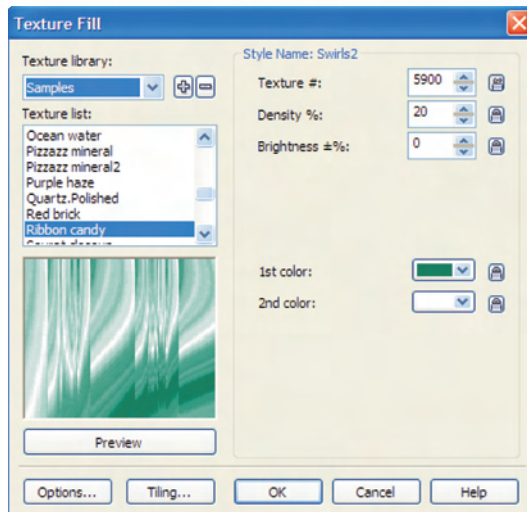 Texture Fill
Texture library:
Samples
Texture list:
Ocean water
Pizzazz mineral
Pizzazz mineral2
Purple haze
Quartz.Polished
Red brick
Ribbon candy
Style Name: Swirls2
Texture #: 5900
Density %: 20
Brightness ±%: 0
1st color:
2nd color:
Preview
Options... Tiling... OK Cancel Help